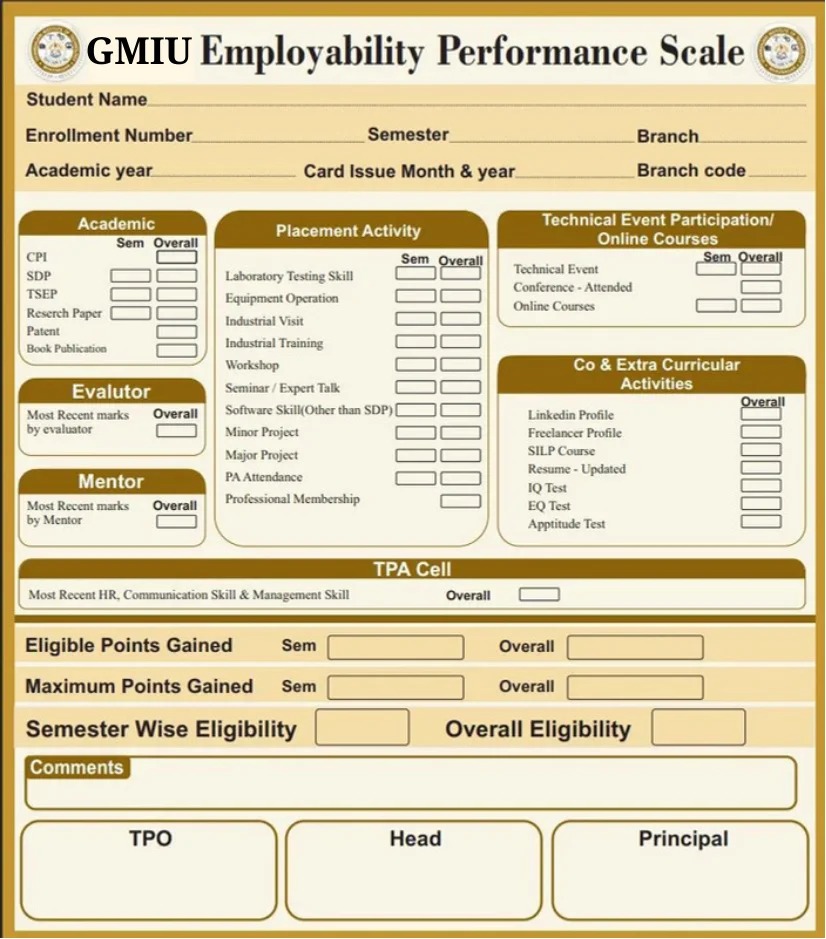 GMIU Employability Performance Scale
Student Name
Enrollment Number Semester Branch
Academic year Card Issue Month & year Branch code
Academic
Sem Overall
CPI
SDP
TSEP
Reserch Paper
Patent
Book Publication
Evalutor
Most Recent marks Overall
by evaluator
Mentor
Most Recent marks Overall
by Mentor
Placement Activity
Sem Overall
Laboratory Testing Skill
Equipment Operation
Industrial Visit
Industrial Training
Workshop
Seminar / Expert Talk
Software Skill(Other than SDP)
Minor Project
Major Project
PA Attendance
Professional Membership
Technical Event Participation/
Online Courses
Sem Overall
Technical Event
Conference - Attended
Online Courses
Co & Extra Curricular
Activities
Overall
Linkedin Profile
Freelancer Profile
SILP Course
Resume - Updated
IQ Test
EQ Test
Apptitude Test
TPA Cell
Most Recent HR, Communication Skill & Management Skill Overall
Eligible Points Gained Sem Overall
Maximum Points Gained Sem Overall
Semester Wise Eligibility Overall Eligibility
Comments
TPO Head Principal